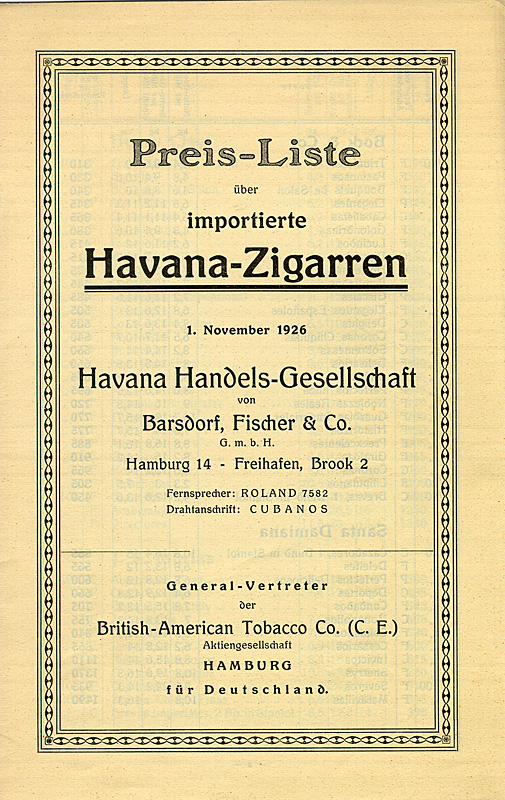 Preis-Liste
über
importierte
Havana-Zigarren
1. November 1926
Havana Handels-Gesellschaft
von
Barsdorf, Fischer & Co.
G. m. b. H.
Hamburg 14 - Freihafen, Brook 2
Fernsprecher: ROLAND 7582
Drahtanschrift: CUBANOS
General-Vertreter
der
British-American Tobacco Co. (C. E.)
Aktiengesellschaft
HAMBURG
für Deutschland.